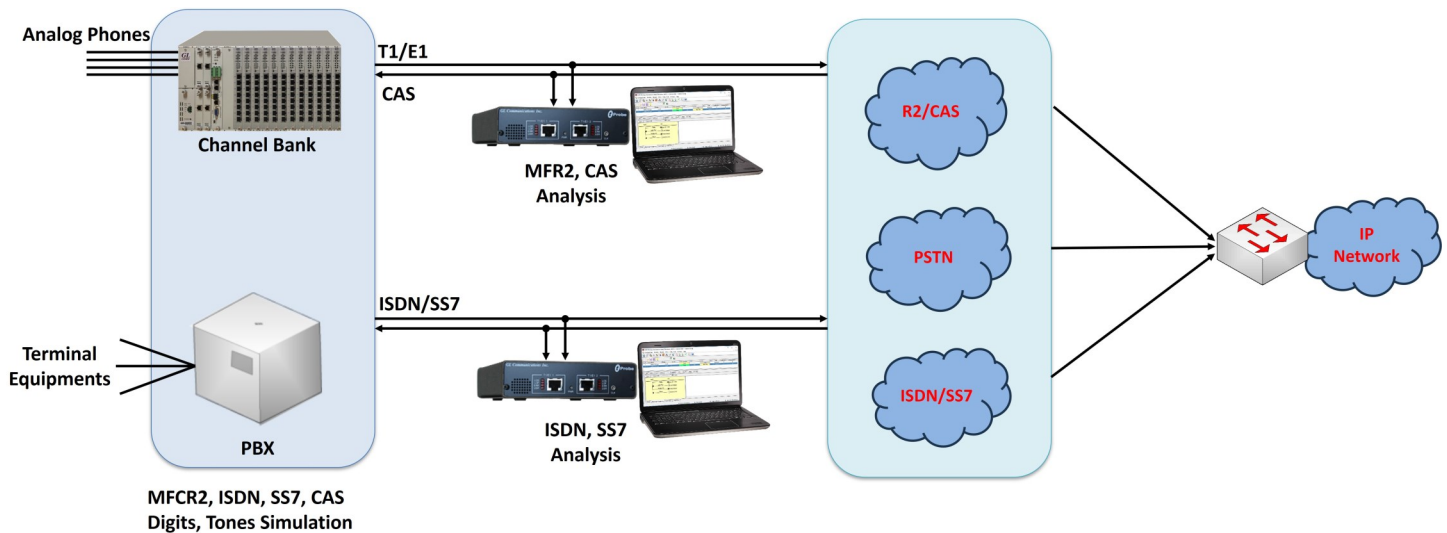 Analog Phones
Channel Bank
T1/E1
CAS
MFR2, CAS
Analysis
R2/CAS
PSTN
IP
Network
ISDN/SS7
ISDN/SS7
Terminal
Equipments
PBX
ISDN, SS7
Analysis
MFCR2, ISDN, SS7, CAS
Digits, Tones Simulation